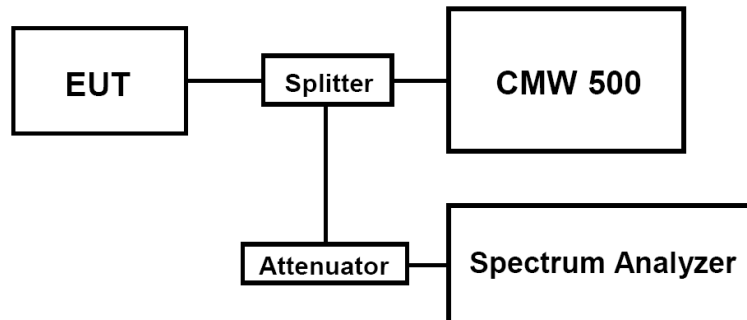 EUT
Splitter
CMW 500
Attenuator
Spectrum Analyzer